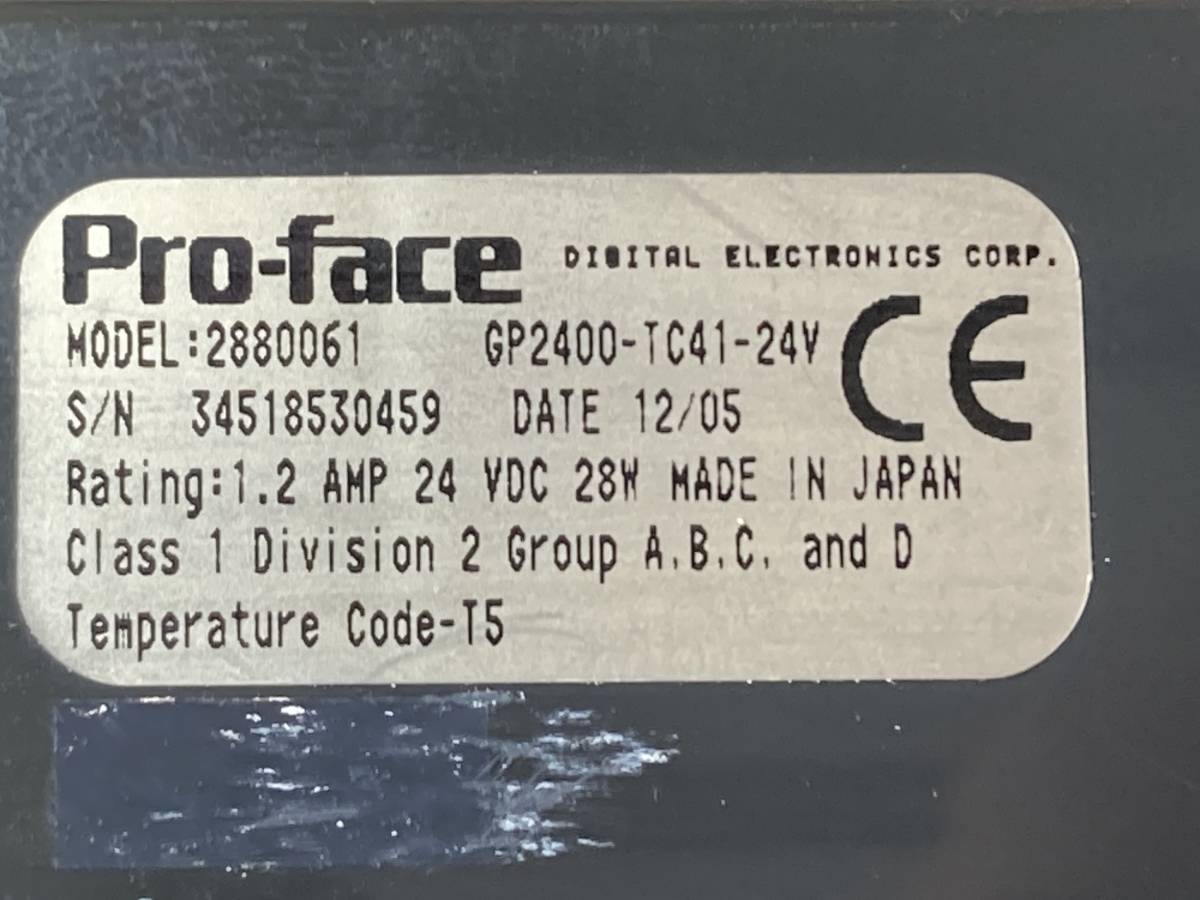 Pro-face DIGITAL ELECTRONICS CORP.
MODEL:2880061 GP2400-TC41-24V CE
S/N 34518530459 DATE 12/05
Rating:1.2 AMP 24 VDC 28W MADE IN JAPAN
Class 1 Division 2 Group A.B.C. and D
Temperature Code-T5